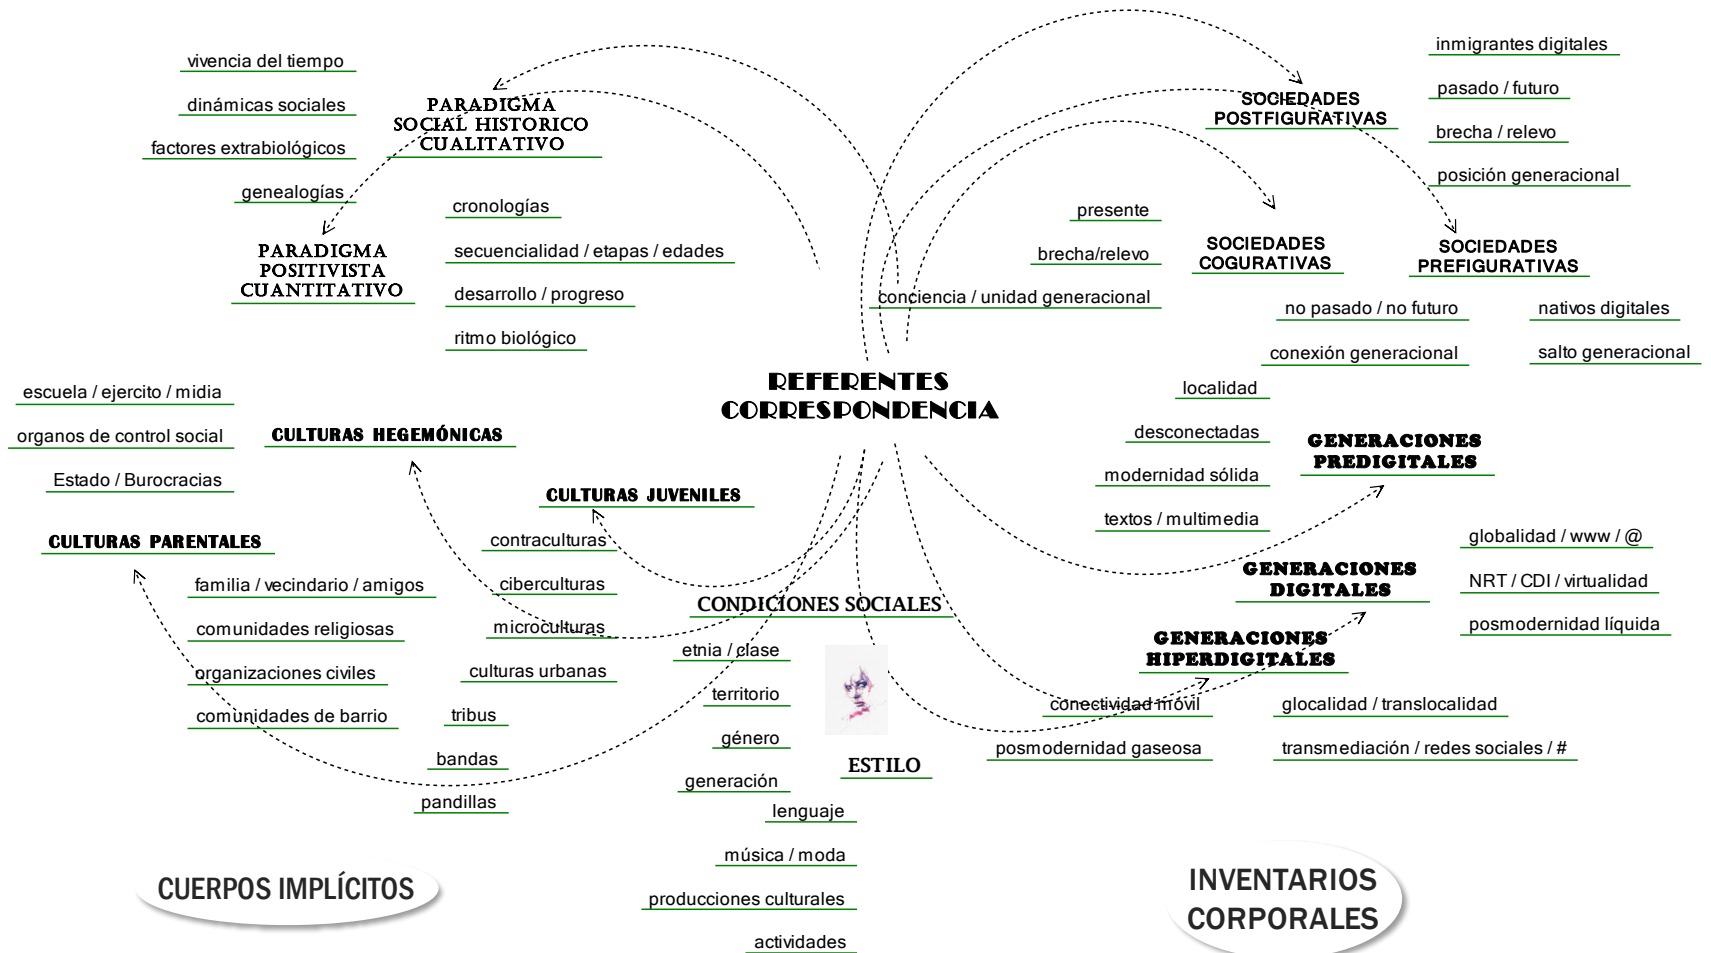 vivencia del tiempo
dinámicas sociales
factores extrabiológicos
genealogías
PARADIGMA
SOCIAL HISTORICO
CUALITATIVO
PARADIGMA
POSITIVISTA
CUANTITATIVO
cronologías
secuencialidad / etapas / edades
desarrollo / progreso
ritmo biológico
SOCIEDADES
POSTFIGURATIVAS
inmigrantes digitales
pasado / futuro
brecha / relevo
posición generacional
presente
brecha/relevo
conciencia / unidad generacional
SOCIEDADES
COGURATIVAS
no pasado / no futuro
conexión generacional
SOCIEDADES
PREFIGURATIVAS
nativos digitales
salto generacional
REFERENTES
CORRESPONDENCIA
escuela / ejercito / midia
organos de control social
Estado / Burocracias
CULTURAS HEGEMÓNICAS
CULTURAS JUVENILES
contraculturas
ciberculturas
microculturas
culturas urbanas
tribus
bandas
pandillas
CULTURAS PARENTALES
familia / vecindario / amigos
comunidades religiosas
organizaciones civiles
comunidades de barrio
CONDICIONES SOCIALES
etnia / clase
territorio
género
generación
ESTILO
lenguaje
música / moda
producciones culturales
actividades
localidad
desconectadas
modernidad sólida
textos / multimedia
GENERACIONES
PREDIGITALES
GENERACIONES
DIGITALES
globalidad / www / @
NRT / CDI / virtualidad
posmodernidad líquida
GENERACIONES
HIPERDIGITALES
conectividad móvil
posmodernidad gaseosa
glocalidad / translocalidad
transmediación / redes sociales / #
CUERPOS IMPLÍCITOS
INVENTARIOS
CORPORALES